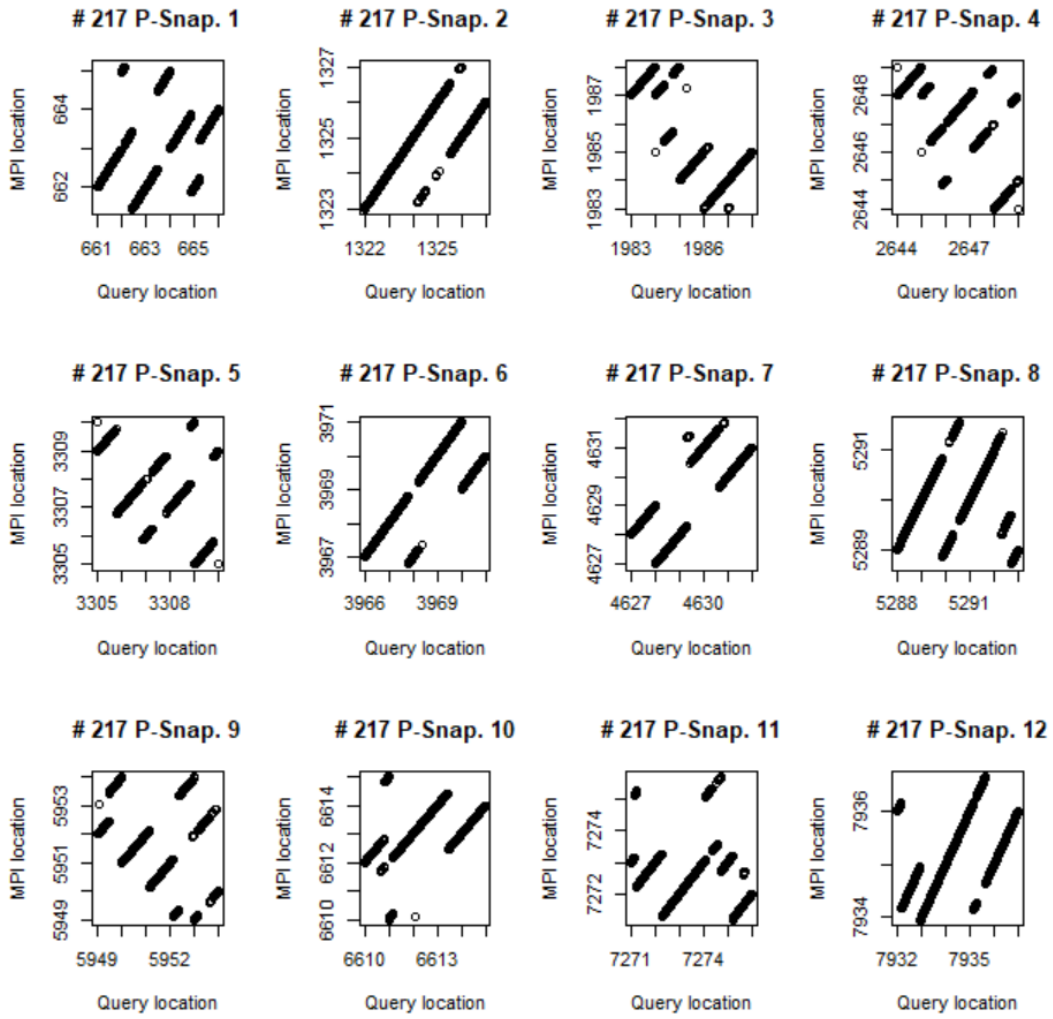 # 217 P-Snap. 1
# 217 P-Snap. 2
# 217 P-Snap. 3
# 217 P-Snap. 4
MPI location
662 664
661 663 665
Query location
MPI location
1323 1325 1327
1322 1325
Query location
MPI location
1983 1985 1987
1983 1986
Query location
MPI location
2644 2646 2648
2644 2647
Query location
# 217 P-Snap. 5
# 217 P-Snap. 6
# 217 P-Snap. 7
# 217 P-Snap. 8
MPI location
3305 3307 3309
3305 3308
Query location
MPI location
3967 3969 3971
3966 3969
Query location
MPI location
4627 4629 4631
4627 4630
Query location
MPI location
5289 5291
5288 5291
Query location
# 217 P-Snap. 9
# 217 P-Snap. 10
# 217 P-Snap. 11
# 217 P-Snap. 12
MPI location
5949 5951 5953
5949 5952
Query location
MPI location
6610 6612 6614
6610 6613
Query location
MPI location
7272 7274
7271 7274
Query location
MPI location
7934 7936
7932 7935
Query location